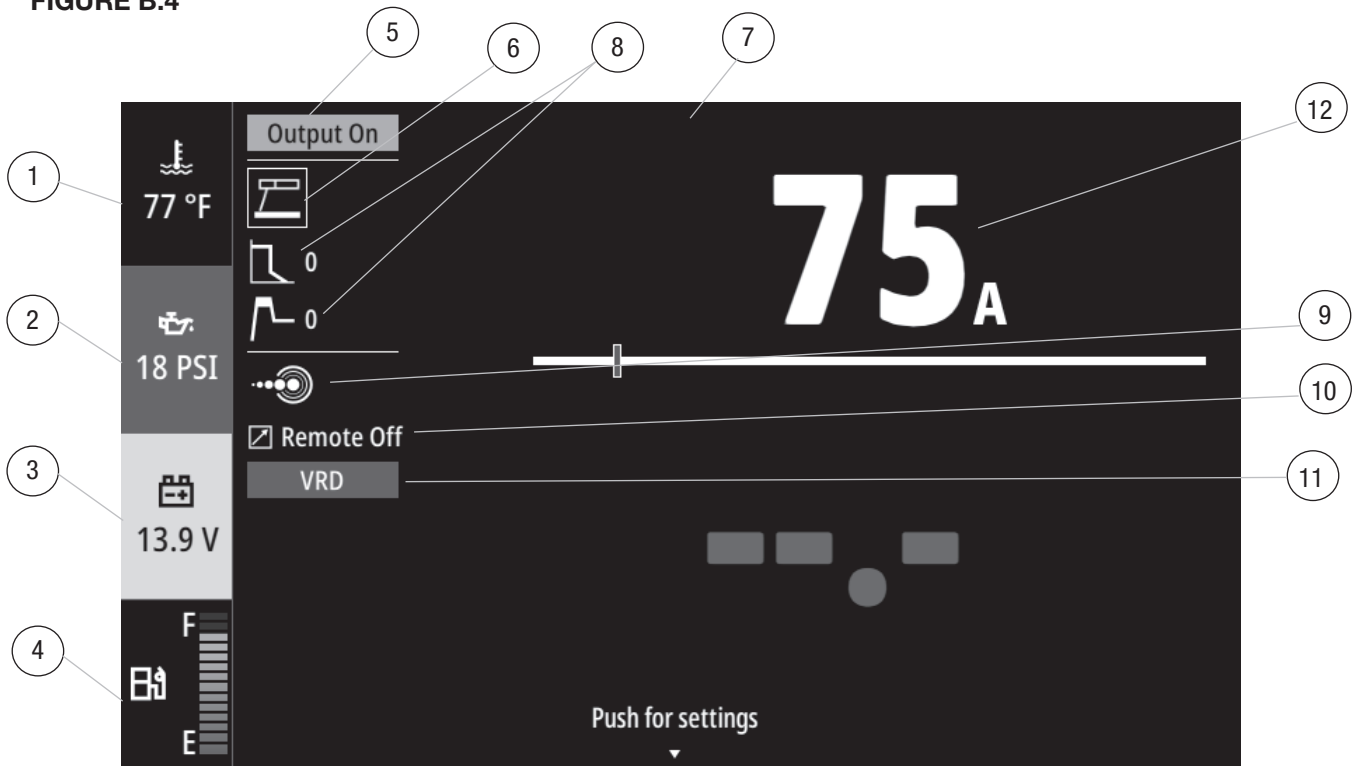 FIGURE B.4
5
6
8
7
12
1
2
3
4
9
10
11
77 °F
18 PSI
13.9 V
F
E
Output On
0
0
Remote Off
VRD
75A
Push for settings